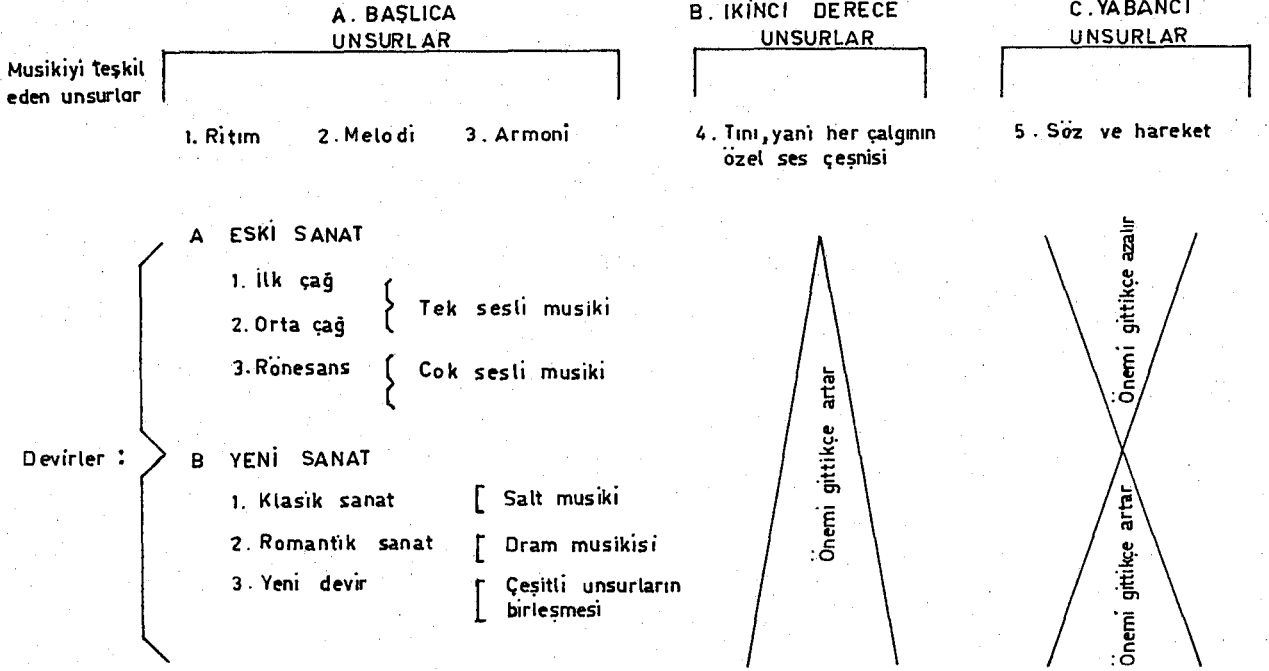 A. BAŞLICA
UNSURLAR
B. İKİNCİ DERECE
UNSURLAR
C. YABANCI
UNSURLAR
Musikiyi teşkil
eden unsurlar
1. Ritım
2. Melodi
3. Armoni
4. Tını, yani her çalgının
özel ses çeşnisi
5. Söz ve hareket
A ESKİ SANAT
1. İlk çağ
2. Orta çağ
Tek sesli musiki
3. Rönesans
Cok sesli musiki
Devirler :
B YENİ SANAT
1. Klasik sanat
Salt musiki
2. Romantik sanat
Dram musikisi
3. Yeni devir
Çeşitli unsurların
birleşmesi
Önemi gittikçe artar
Önemi gittikçe azalır
Önemi gittikçe artar